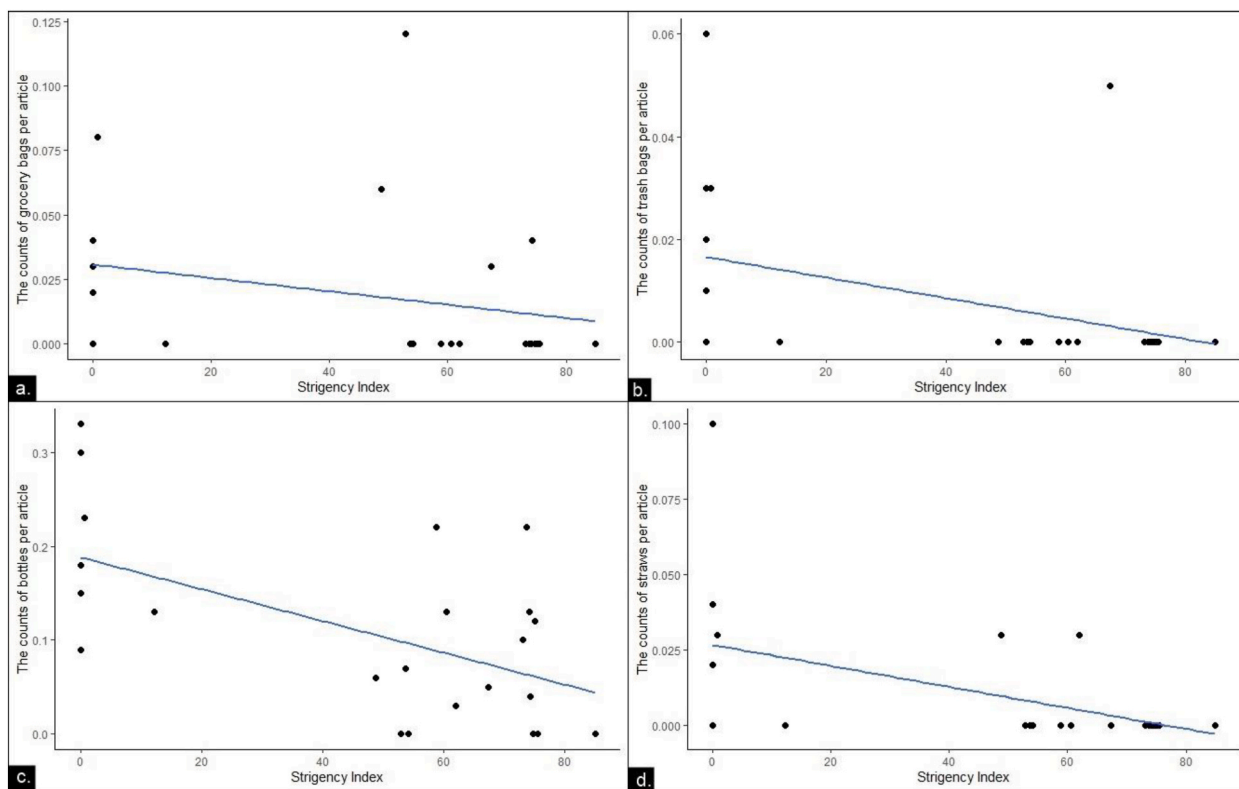 The counts of grocery bags per article
0.125
0.100
0.075
0.050
0.025
0.000
0 20 40 60 80
Strigency Index
a.
The counts of trash bags per article
0.06
0.04
0.02
0.00
0 20 40 60 80
Strigency Index
b.
The counts of bottles per article
0.3
0.2
0.1
0.0
0 20 40 60 80
Strigency Index
c.
The counts of straws per article
0.100
0.075
0.050
0.025
0.000
0 20 40 60 80
Strigency Index
d.